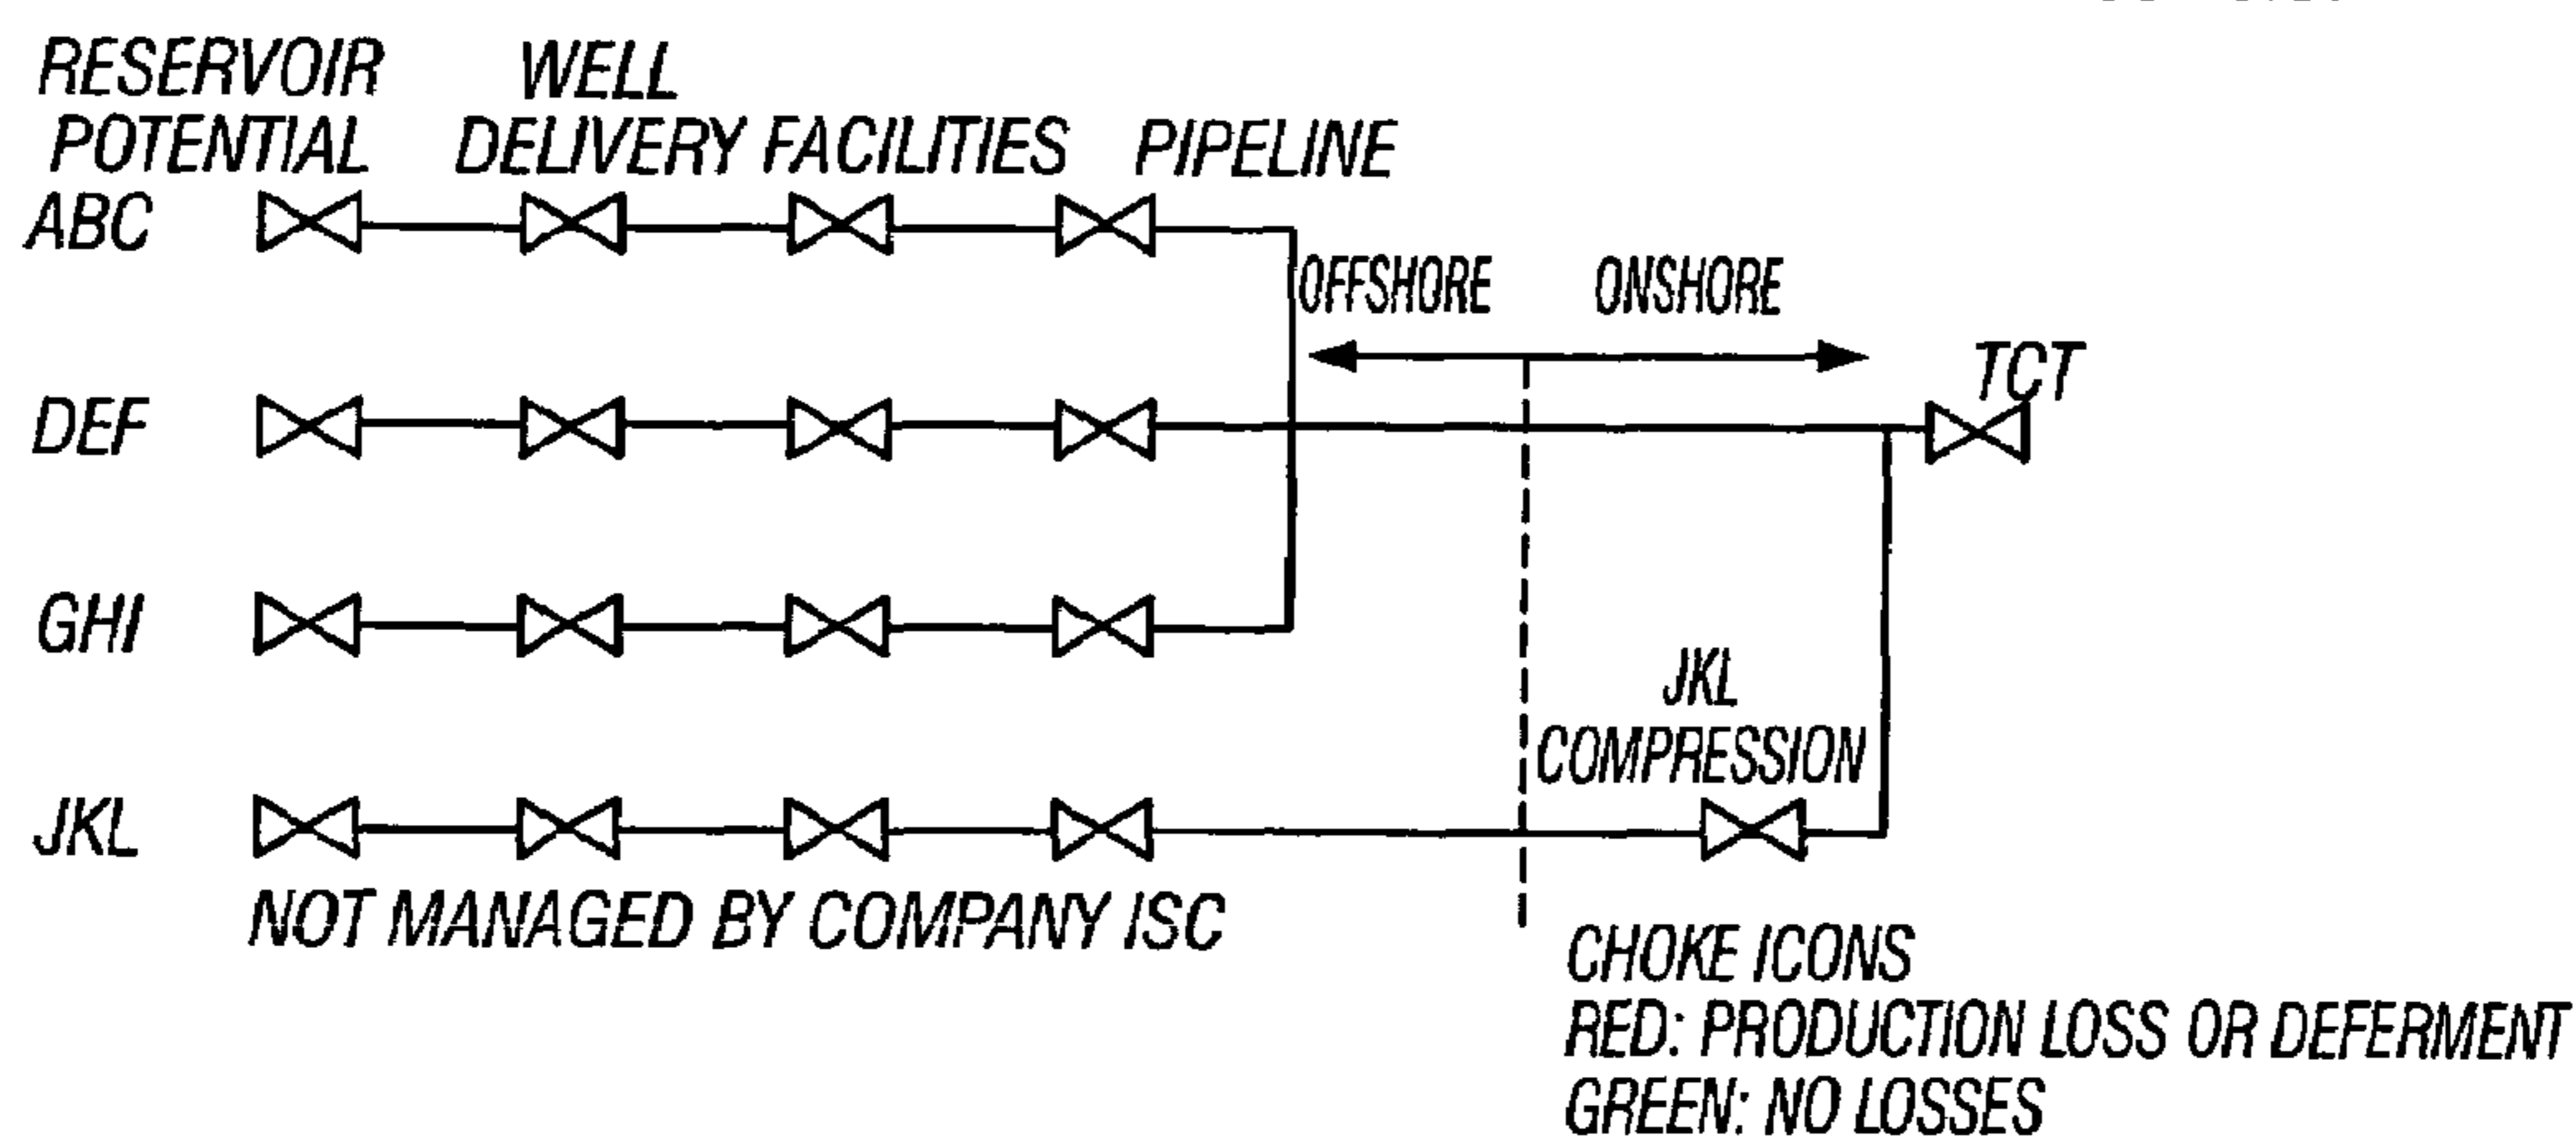 RESERVOIR
POTENTIAL
WELL
DELIVERY
FACILITIES
PIPELINE
ABC
OFFSHORE
ONSHORE
TCT
DEF
GHI
JKL
COMPRESSION
JKL
NOT MANAGED BY COMPANY ISC
CHOKE ICONS
RED: PRODUCTION LOSS OR DEFERMENT
GREEN: NO LOSSES